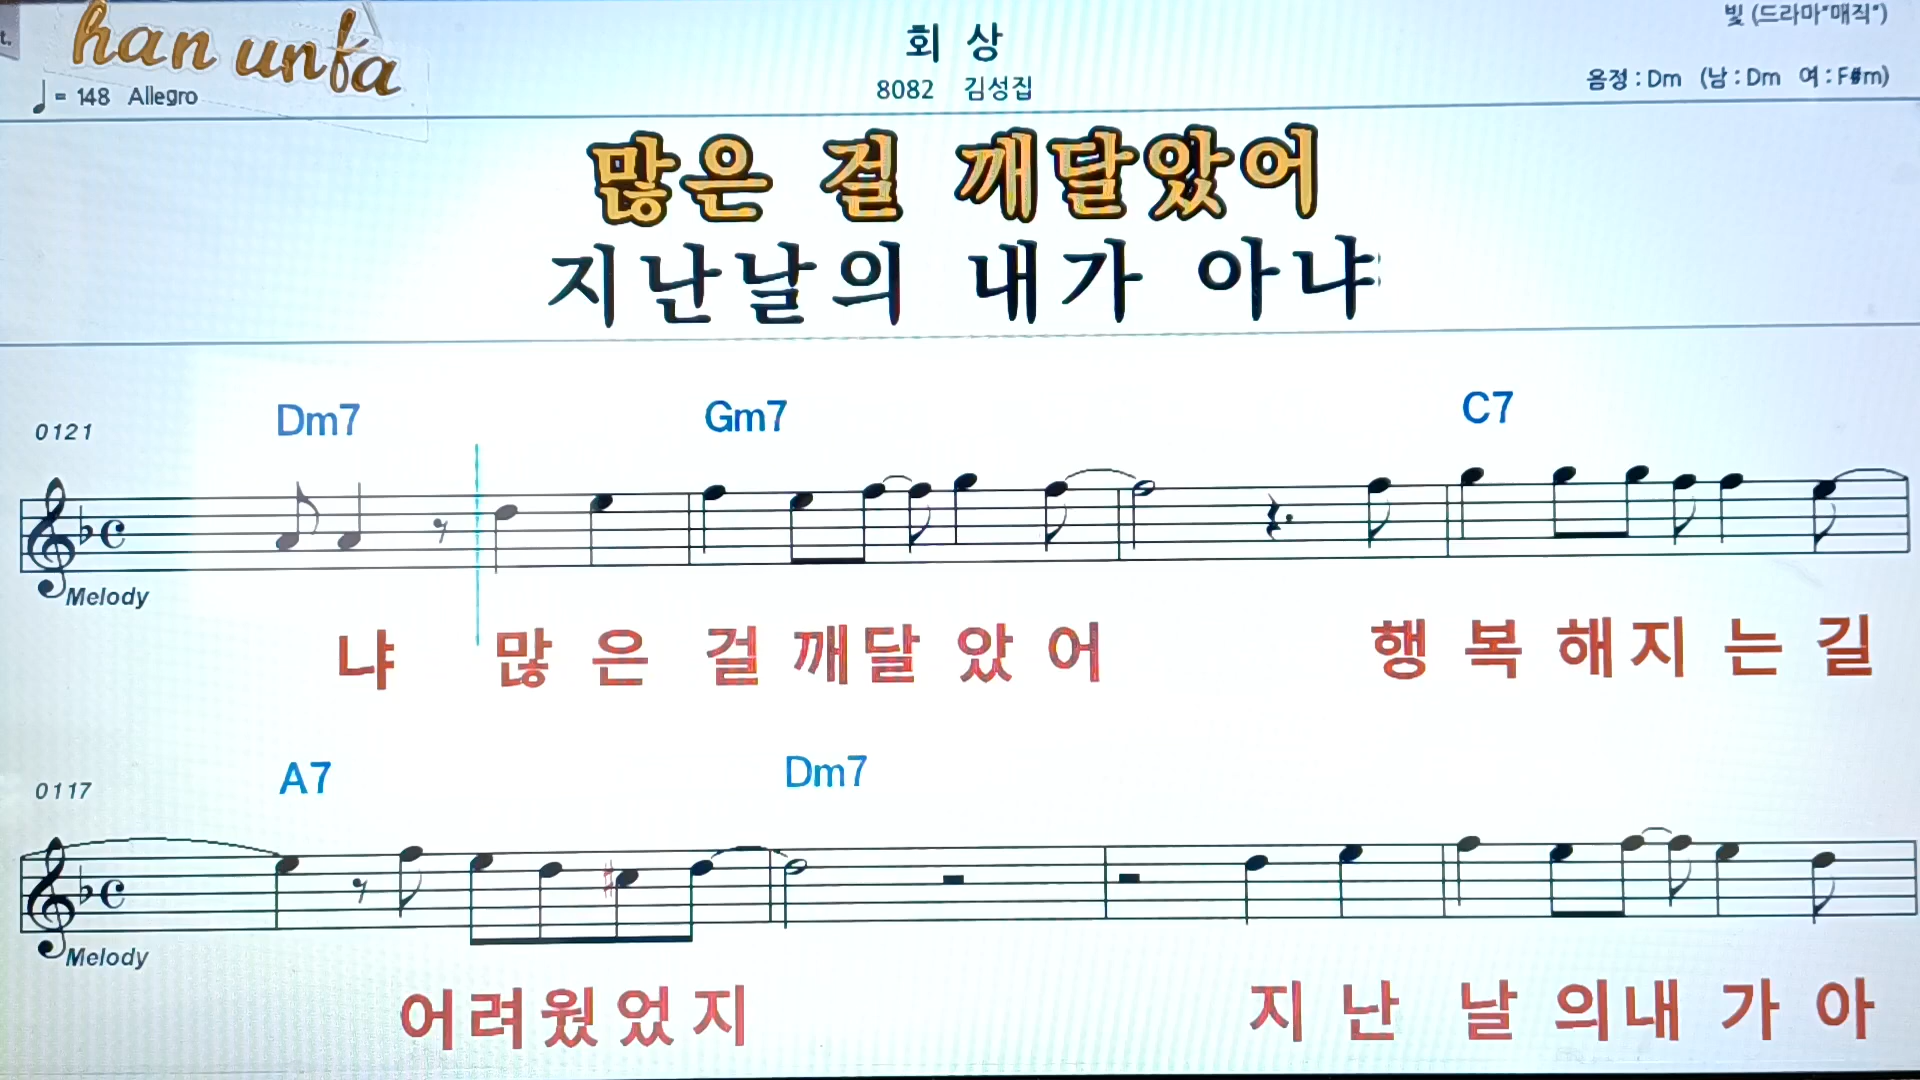 han unfa
t.
회 상
빛 (드라마"매직")
♩= 148 Allegro
8082 김성집
음정 : Dm (남 : Dm 여 : F#m)
많은 걸 깨달았어
지난날의 내가 아냐
0121 Dm7 Gm7 C7
Melody
냐 많 은 걸 깨 달 았 어 행 복 해 지 는 길
0117 A7 Dm7
Melody
어 려 웠 었 지 지 난 날 의 내 가 아